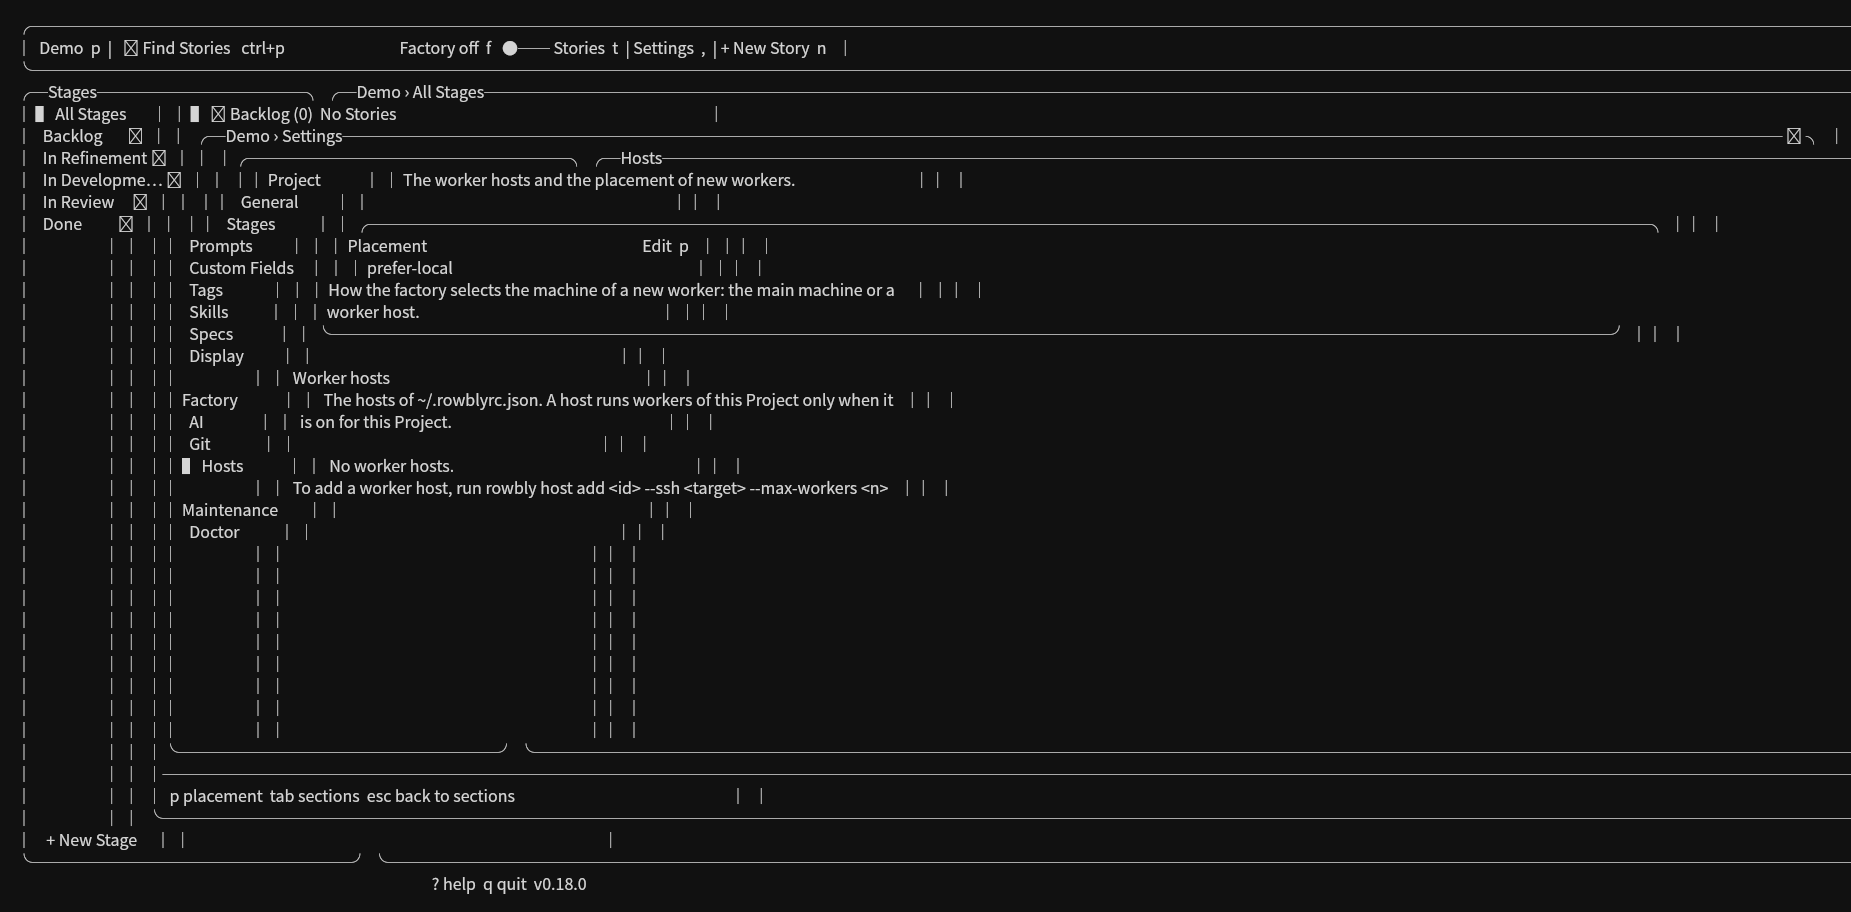 Demo p | Find Stories ctrl+p Factory off f Stories t | Settings , | + New Story n
Stages Demo › All Stages
All Stages Backlog (0) No Stories
Backlog Demo › Settings
In Refinement Hosts
In Developme… Project The worker hosts and the placement of new workers.
In Review General
Done Stages
Prompts Placement Edit p
Custom Fields prefer-local
Tags How the factory selects the machine of a new worker: the main machine or a
Skills worker host.
Specs
Display
Worker hosts
Factory The hosts of ~/.rowblyrc.json. A host runs workers of this Project only when it
AI is on for this Project.
Git
Hosts No worker hosts.
To add a worker host, run rowbly host add <id> --ssh <target> --max-workers <n>
Maintenance
Doctor
p placement tab sections esc back to sections
+ New Stage
? help q quit v0.18.0